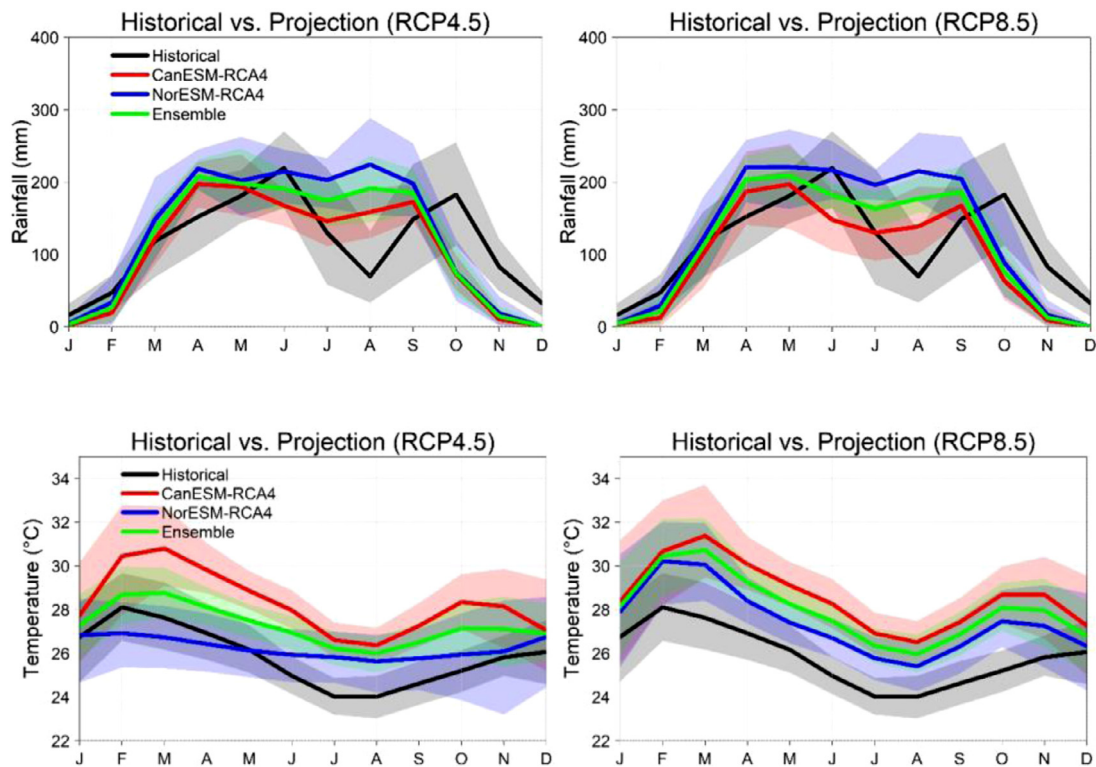 Historical vs. Projection (RCP4.5)
400
300
200
100
0
Rainfall (mm)
Historical
CanESM-RCA4
NorESM-RCA4
Ensemble
J F M A M J J A S O N D
Historical vs. Projection (RCP8.5)
400
300
200
100
0
Rainfall (mm)
J F M A M J J A S O N D
Historical vs. Projection (RCP4.5)
34
32
30
28
26
24
22
Temperature (°C)
Historical
CanESM-RCA4
NorESM-RCA4
Ensemble
J F M A M J J A S O N D
Historical vs. Projection (RCP8.5)
34
32
30
28
26
24
22
Temperature (°C)
J F M A M J J A S O N D